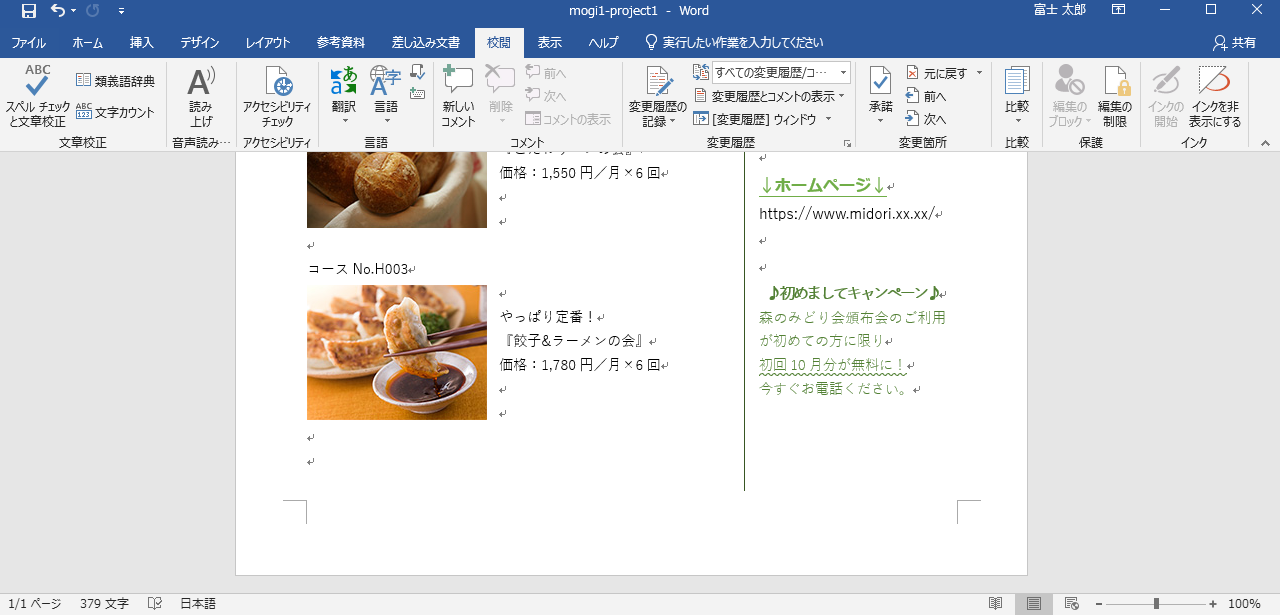 mogi1-project1 - Word
富士 太郎
ファイル ホーム 挿入 デザイン レイアウト 参考資料 差し込み文書 校閲 表示 ヘルプ 実行したい作業を入力してください 共有
ABC
スペル チェックと文章校正
類義語辞典
ABC
123
文字カウント
文章校正
読み上げ
音声読み…
アクセシビリティ チェック
アクセシビリティ
翻訳
言語
言語
新しいコメント
削除
前へ
次へ
コメントの表示
コメント
変更履歴の記録
すべての変更履歴/コ…
変更履歴とコメントの表示
[変更履歴] ウィンドウ
変更履歴
承諾
元に戻す
前へ
次へ
変更箇所
比較
比較
編集のブロック
編集の制限
保護
インクの開始
インクを非表示にする
インク
価格：1,550 円／月×6 回
コース No.H003
やっぱり定番！
『餃子&ラーメンの会』
価格：1,780 円／月×6 回
↓ホームページ↓
https://www.midori.xx.xx/
♪初めましてキャンペーン♪
森のみどり会頒布会のご利用
が初めての方に限り
初回 10 月分が無料に！
今すぐお電話ください。
1/1 ページ 379 文字 日本語 100%